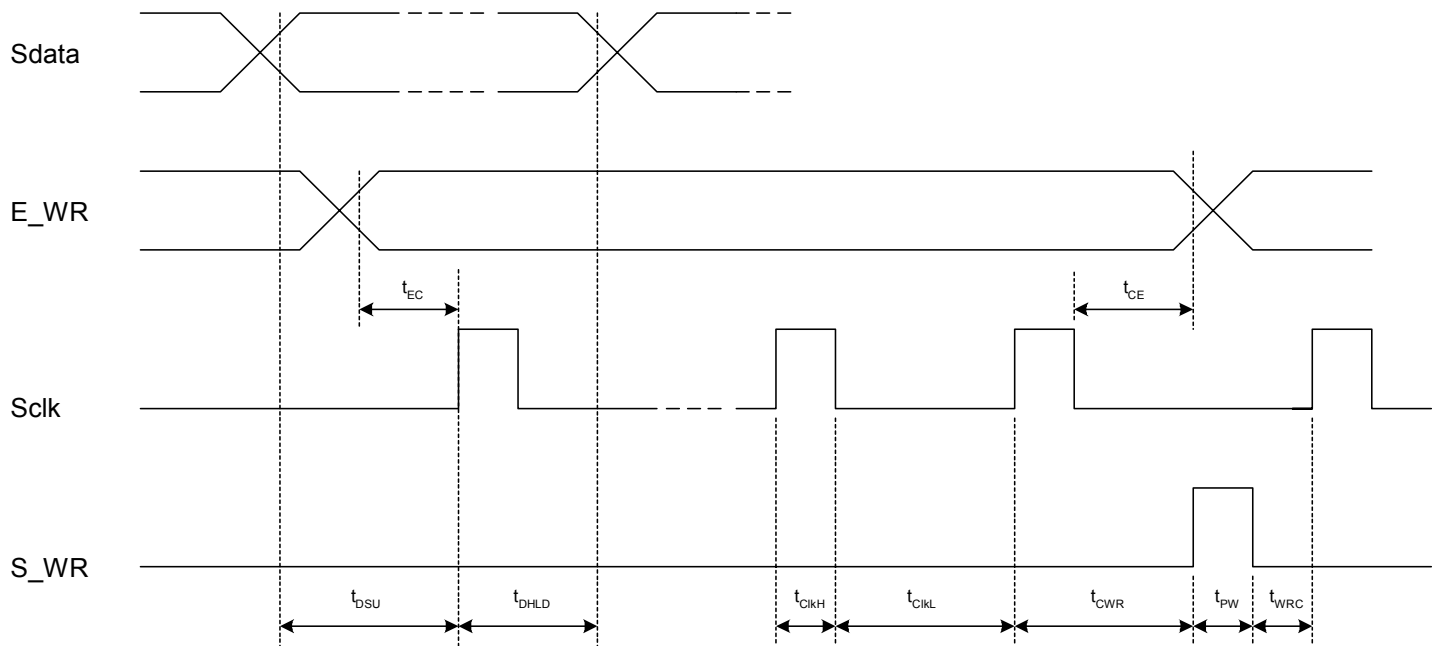 Sdata
E_WR
tEC
tCE
Sclk
S_WR
tDSU
tDHLD
tClkH
tClkL
tCWR
tPW
tWRC